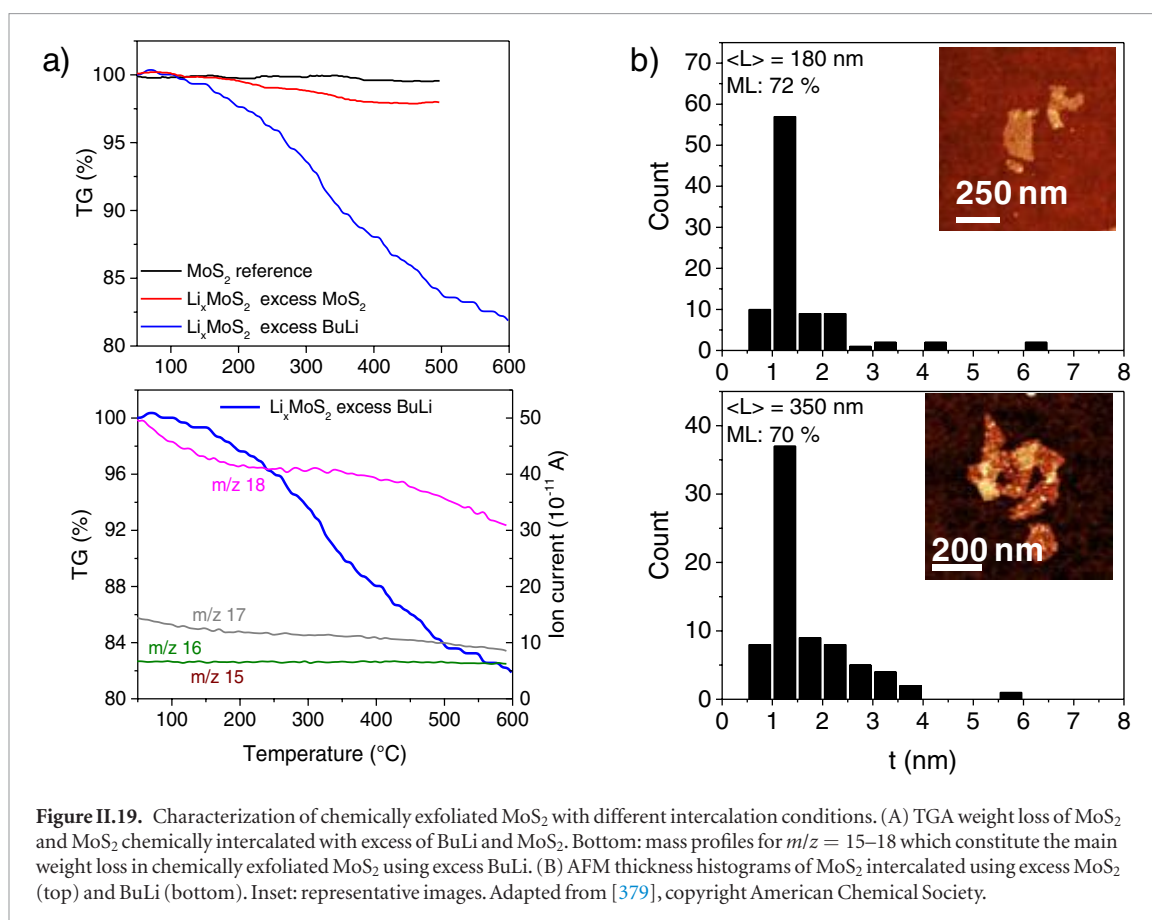 a)
100
95
90
85
80
TG (%)
MoS₂ reference
LiₓMoS₂ excess MoS₂
LiₓMoS₂ excess BuLi
100 200 300 400 500 600
Li MoS₂ excess BuLi
100
96
92
88
84
80
TG (%)
m/z 18
m/z 17
m/z 16
m/z 15
50
40
30
20
10
0
Ion current (10⁻¹¹ A)
100 200 300 400 500 600
Temperature (°C)
b)
70
60
50
40
30
20
10
0
Count
<L> = 180 nm
ML: 72 %
250 nm
0 1 2 3 4 5 6 7 8
40
30
20
10
0
Count
<L> = 350 nm
ML: 70 %
200 nm
0 1 2 3 4 5 6 7 8
t (nm)
Figure II.19. Characterization of chemically exfoliated MoS₂ with different intercalation conditions. (A) TGA weight loss of MoS₂
and MoS₂ chemically intercalated with excess of BuLi and MoS₂. Bottom: mass profiles for m/z = 15–18 which constitute the main
weight loss in chemically exfoliated MoS₂ using excess BuLi. (B) AFM thickness histograms of MoS₂ intercalated using excess MoS₂
(top) and BuLi (bottom). Inset: representative images. Adapted from [379], copyright American Chemical Society.